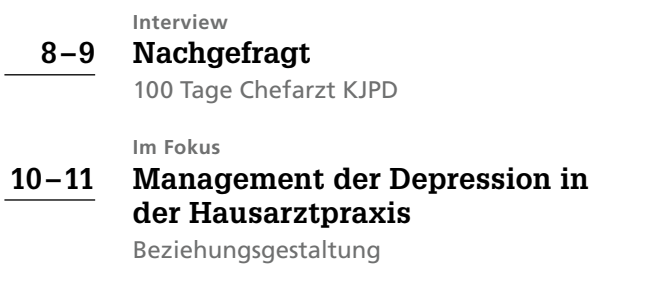 Interview
8–9 Nachgefragt
100 Tage Chefarzt KJPD
Im Fokus
10–11 Management der Depression in
der Hausarztpraxis
Beziehungsgestaltung